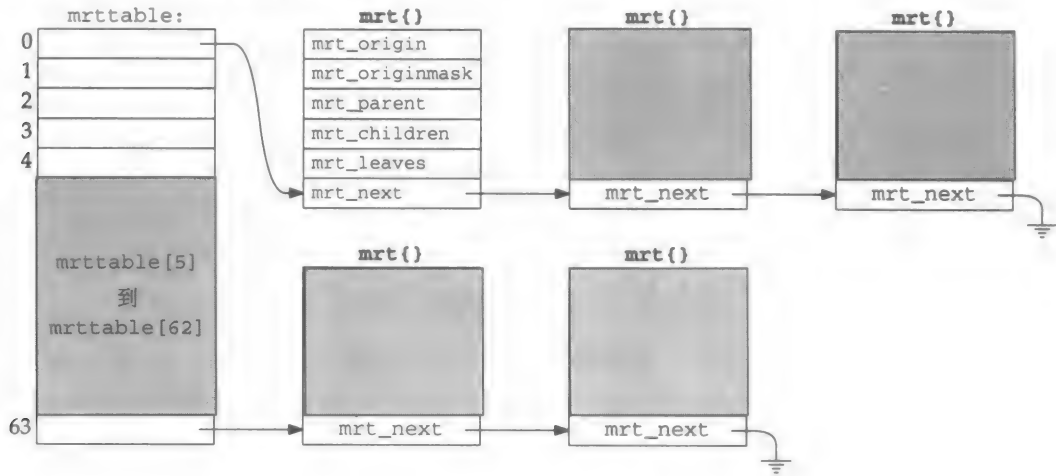 mrttable:
mrt{}
mrt{}
mrt{}
0
1
2
3
4
mrt_origin
mrt_originmask
mrt_parent
mrt_children
mrt_leaves
mrt_next
mrt_next
mrt_next
mrttable[5]
到
mrttable[62]
63
mrt{}
mrt{}
mrt_next
mrt_next